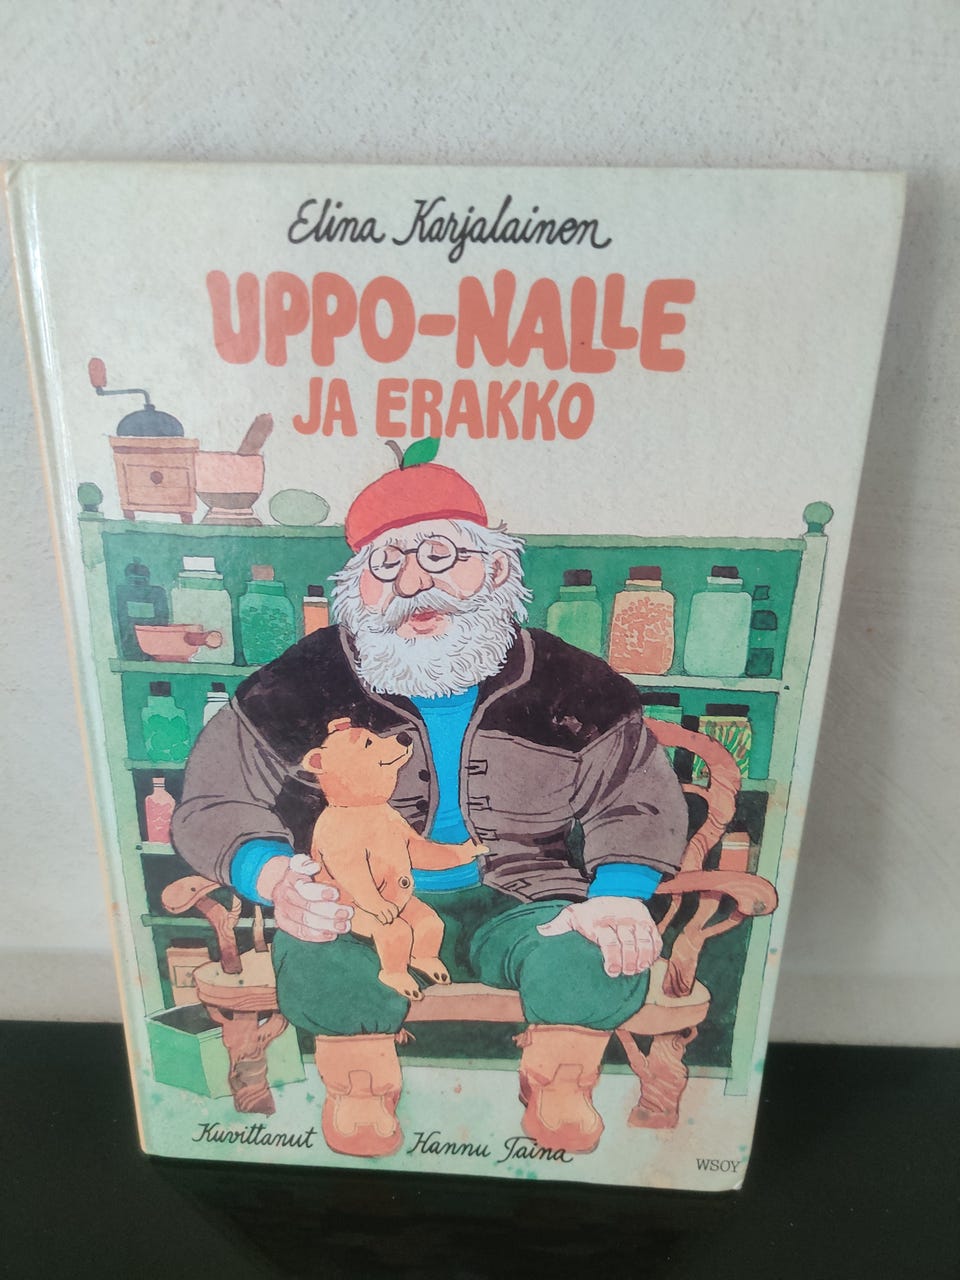 Elina Karjalainen
UPPO-NALLE
JA ERAKKO
Kuvittanut Hannu Taina
WSOY